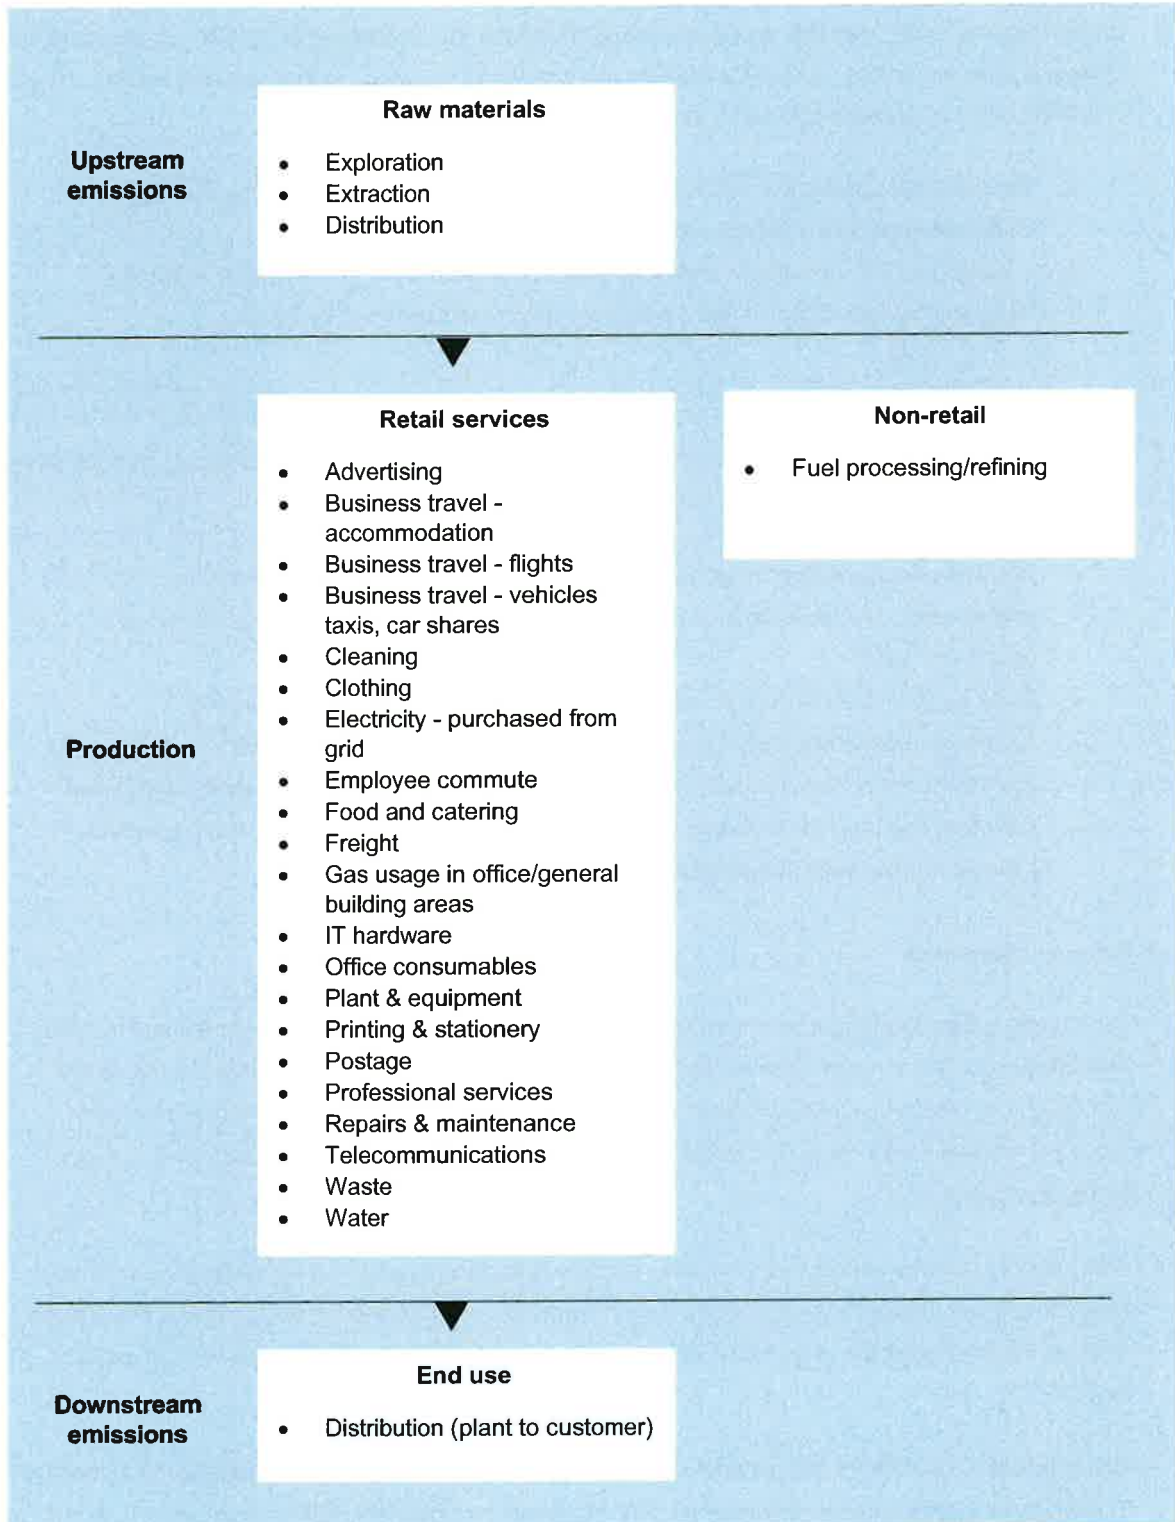 Raw materials
Upstream
emissions
• Exploration
• Extraction
• Distribution
Retail services
Non-retail
• Advertising
• Business travel -
accommodation
• Business travel - flights
• Business travel - vehicles
taxis, car shares
• Cleaning
• Clothing
• Electricity - purchased from
grid
• Employee commute
• Food and catering
• Freight
• Gas usage in office/general
building areas
• IT hardware
• Office consumables
• Plant & equipment
• Printing & stationery
• Postage
• Professional services
• Repairs & maintenance
• Telecommunications
• Waste
• Water
• Fuel processing/refining
Production
End use
Downstream
emissions
• Distribution (plant to customer)